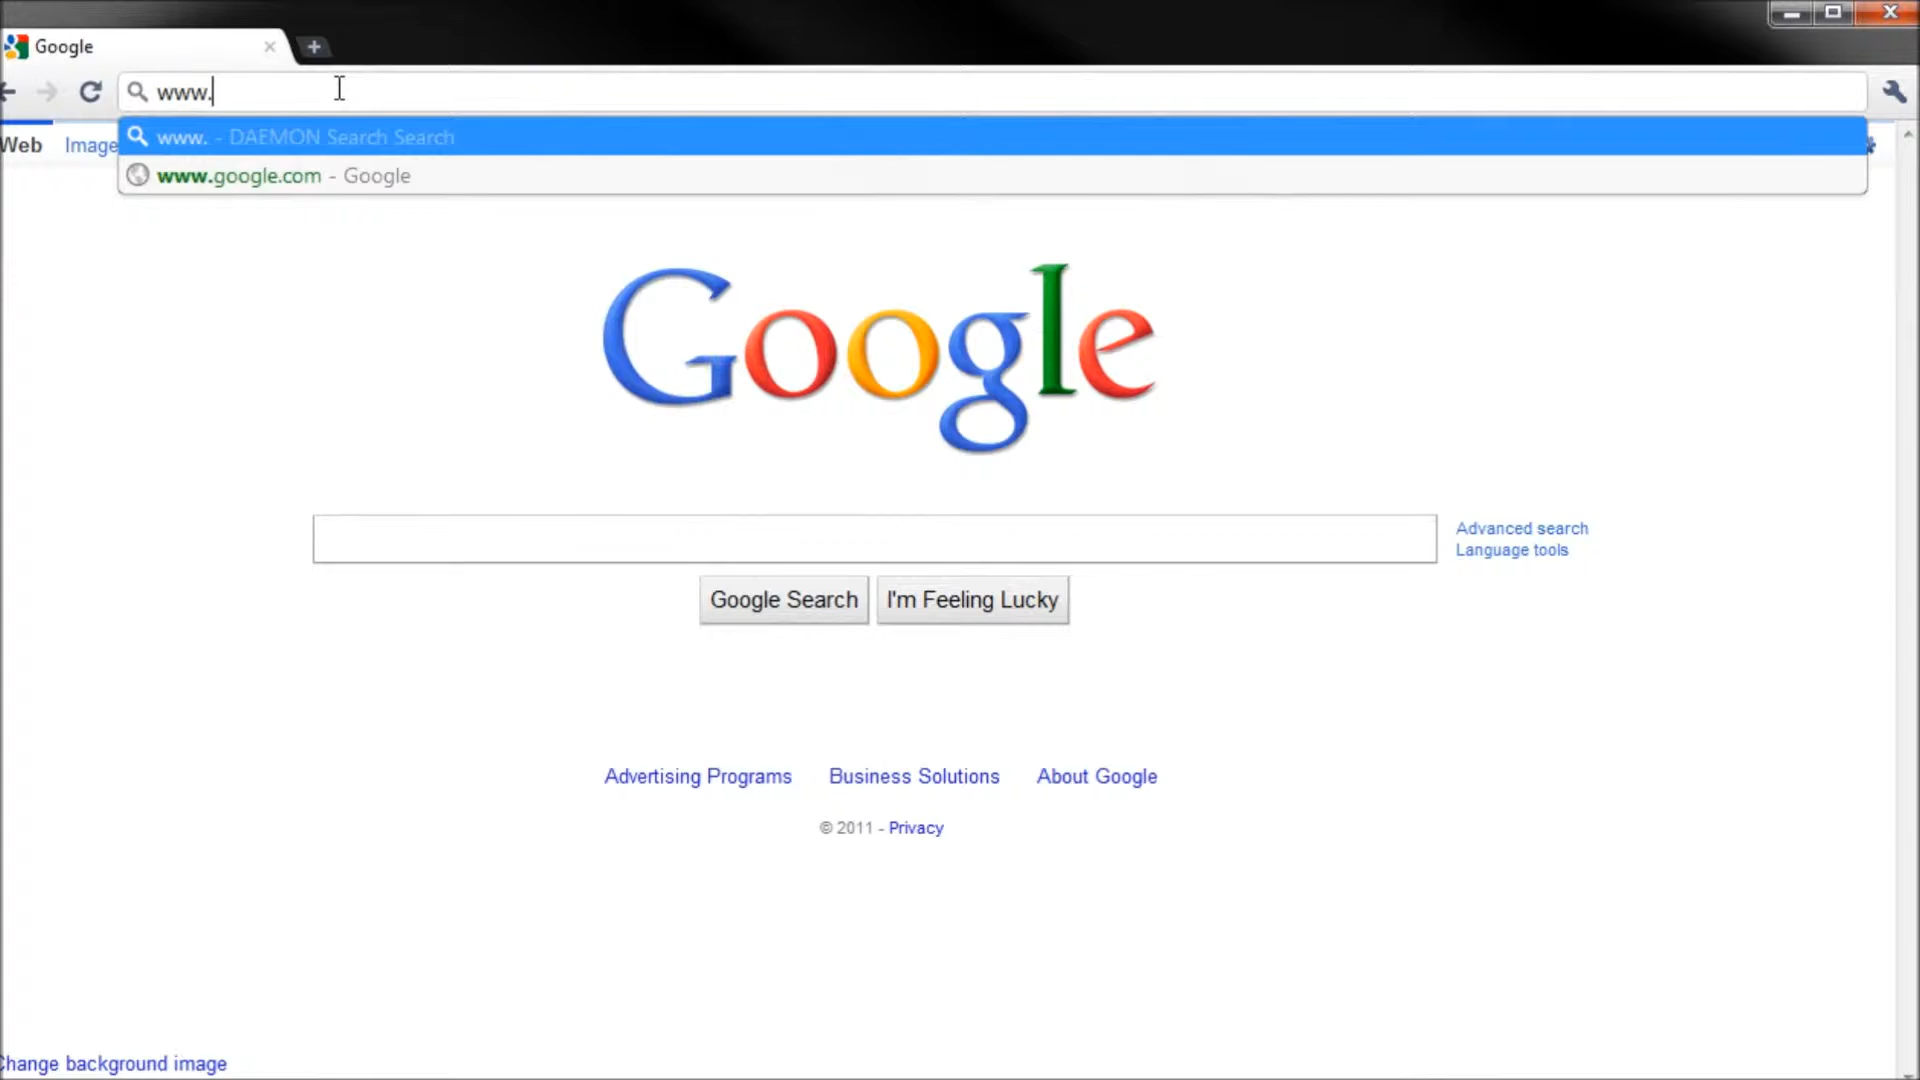 Google
www.
Web Image
www. - DAEMON Search Search
www.google.com - Google
Google
Advanced search
Language tools
Google Search I'm Feeling Lucky
Advertising Programs Business Solutions About Google
© 2011 - Privacy
hange background image